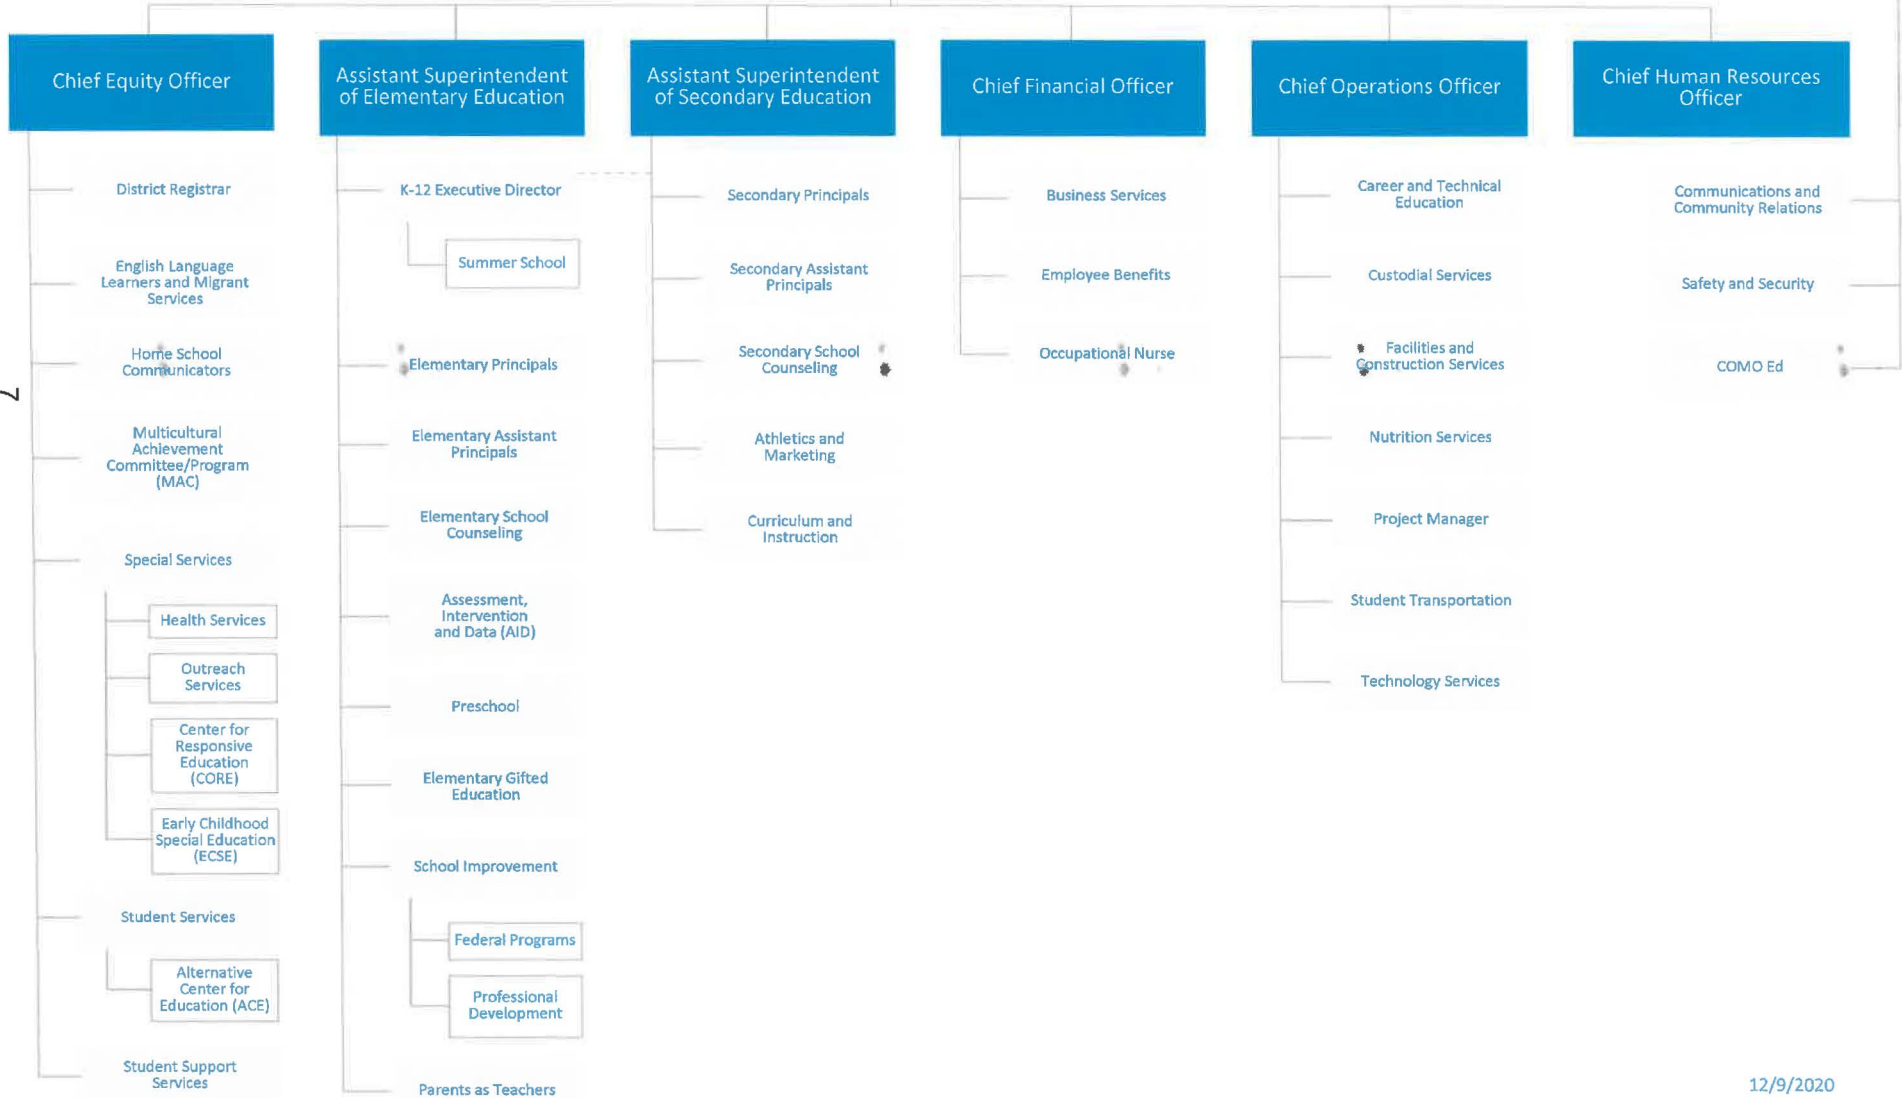 Chief Equity Officer
District Registrar
English Language
Learners and Migrant
Services
Home School
Communicators
Multicultural
Achievement
Committee/Program
(MAC)
Special Services
Health Services
Outreach
Services
Center for
Responsive
Education
(CORE)
Early Childhood
Special Education
(ECSE)
Student Services
Alternative
Center for
Education (ACE)
Student Support
Services
Assistant Superintendent
of Elementary Education
K-12 Executive Director
Summer School
Elementary Principals
Elementary Assistant
Principals
Elementary School
Counseling
Assessment,
Intervention
and Data (AID)
Preschool
Elementary Gifted
Education
School Improvement
Federal Programs
Professional
Development
Parents as Teachers
Assistant Superintendent
of Secondary Education
Secondary Principals
Secondary Assistant
Principals
Secondary School
Counseling
Athletics and
Marketing
Curriculum and
Instruction
Chief Financial Officer
Business Services
Employee Benefits
Occupational Nurse
Chief Operations Officer
Career and Technical
Education
Custodial Services
Facilities and
Construction Services
Nutrition Services
Project Manager
Student Transportation
Technology Services
Chief Human Resources
Officer
Communications and
Community Relations
Safety and Security
COMO Ed
7
12/9/2020